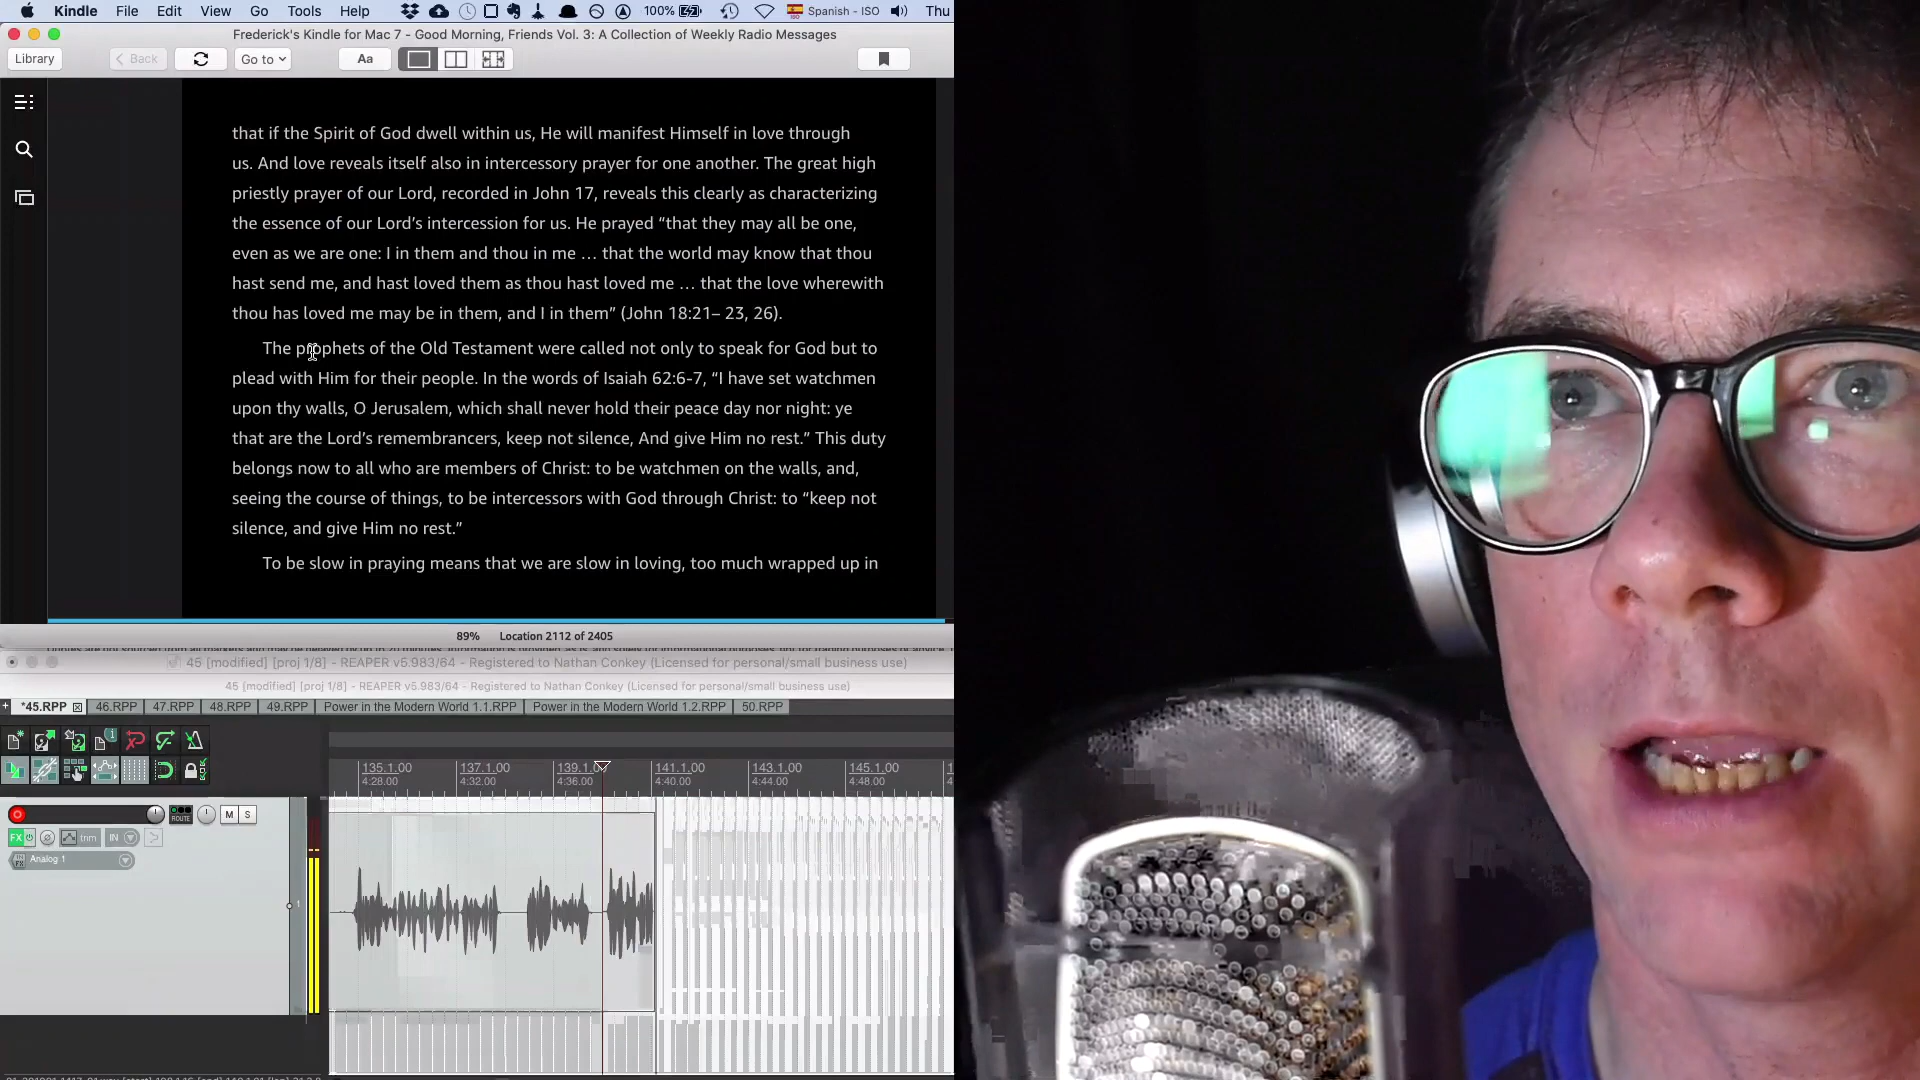 Kindle File Edit View Go Tools Help 100% Spanish - ISO Thu
Frederick's Kindle for Mac 7 - Good Morning, Friends Vol. 3: A Collection of Weekly Radio Messages
Library Back Go to Aa
that if the Spirit of God dwell within us, He will manifest Himself in love through
us. And love reveals itself also in intercessory prayer for one another. The great high
priestly prayer of our Lord, recorded in John 17, reveals this clearly as characterizing
the essence of our Lord’s intercession for us. He prayed “that they may all be one,
even as we are one: I in them and thou in me … that the world may know that thou
hast send me, and hast loved them as thou hast loved me … that the love wherewith
thou has loved me may be in them, and I in them” (John 18:21– 23, 26).
The prophets of the Old Testament were called not only to speak for God but to
plead with Him for their people. In the words of Isaiah 62:6-7, “I have set watchmen
upon thy walls, O Jerusalem, which shall never hold their peace day nor night: ye
that are the Lord’s remembrancers, keep not silence, And give Him no rest.” This duty
belongs now to all who are members of Christ: to be watchmen on the walls, and,
seeing the course of things, to be intercessors with God through Christ: to “keep not
silence, and give Him no rest.”
To be slow in praying means that we are slow in loving, too much wrapped up in
89% Location 2112 of 2405
45 [modified] [proj 1/8] - REAPER v5.983/64 - Registered to Nathan Conkey (Licensed for personal/small business use)
45 [modified] [proj 1/8] - REAPER v5.983/64 - Registered to Nathan Conkey (Licensed for personal/small business use)
*45.RPP 46.RPP 47.RPP 48.RPP 49.RPP Power in the Modern World 1.1.RPP Power in the Modern World 1.2.RPP 50.RPP
135.1.00 137.1.00 139.1.00 141.1.00 143.1.00 145.1.00
4:28.00 4:32.00 4:36.00 4:40.00 4:44.00 4:48.00
ROUTE M S
FX trim IN
Analog 1
1